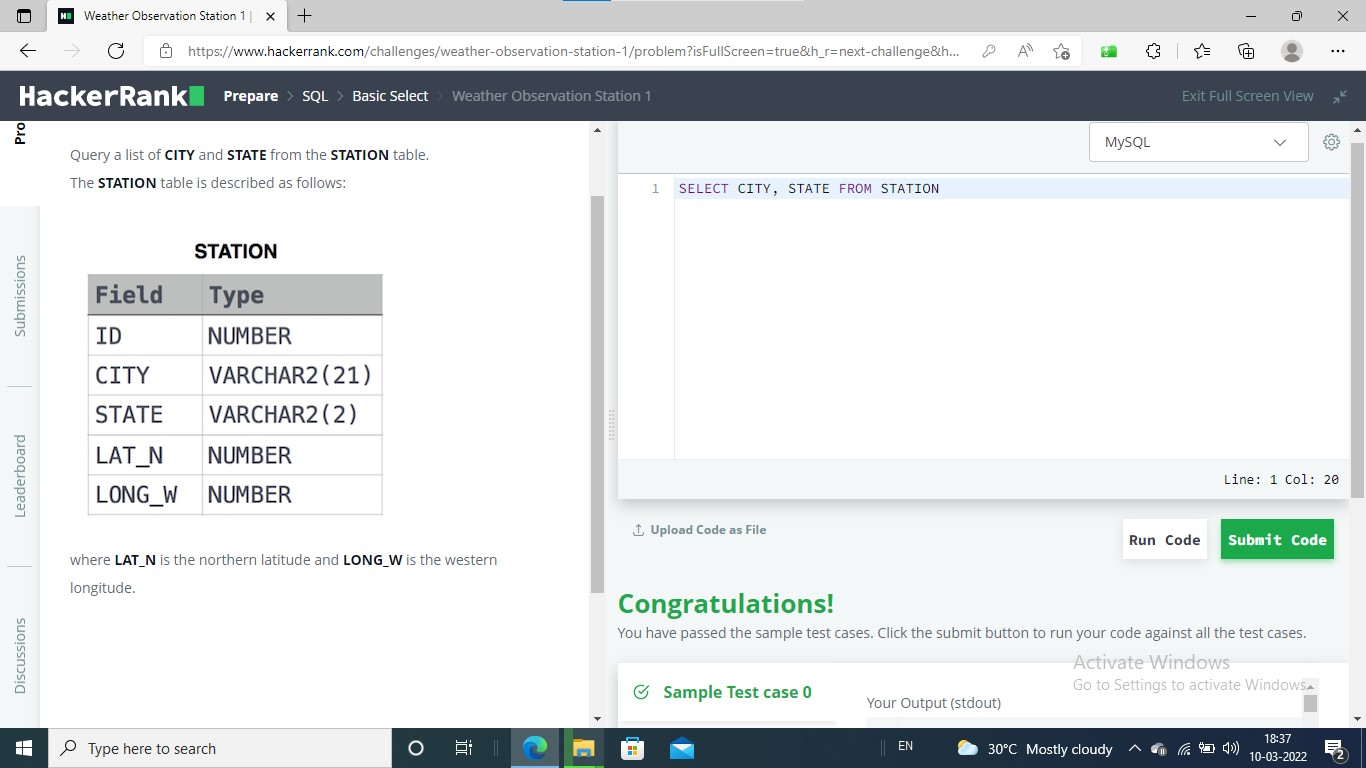 Weather Observation Station 1 |
https://www.hackerrank.com/challenges/weather-observation-station-1/problem?isFullScreen=true&h_r=next-challenge&h...
HackerRank Prepare > SQL > Basic Select > Weather Observation Station 1 Exit Full Screen View
Pro
Submissions
Leaderboard
Discussions
Query a list of CITY and STATE from the STATION table.
The STATION table is described as follows:
STATION
Field Type
ID NUMBER
CITY VARCHAR2(21)
STATE VARCHAR2(2)
LAT_N NUMBER
LONG_W NUMBER
where LAT_N is the northern latitude and LONG_W is the western
longitude.
MySQL
1 SELECT CITY, STATE FROM STATION
Line: 1 Col: 20
Upload Code as File
Run Code Submit Code
Congratulations!
You have passed the sample test cases. Click the submit button to run your code against all the test cases.
Activate Windows
Go to Settings to activate Windows.
Sample Test case 0
Your Output (stdout)
Type here to search
EN
30°C Mostly cloudy
18:37
10-03-2022
2